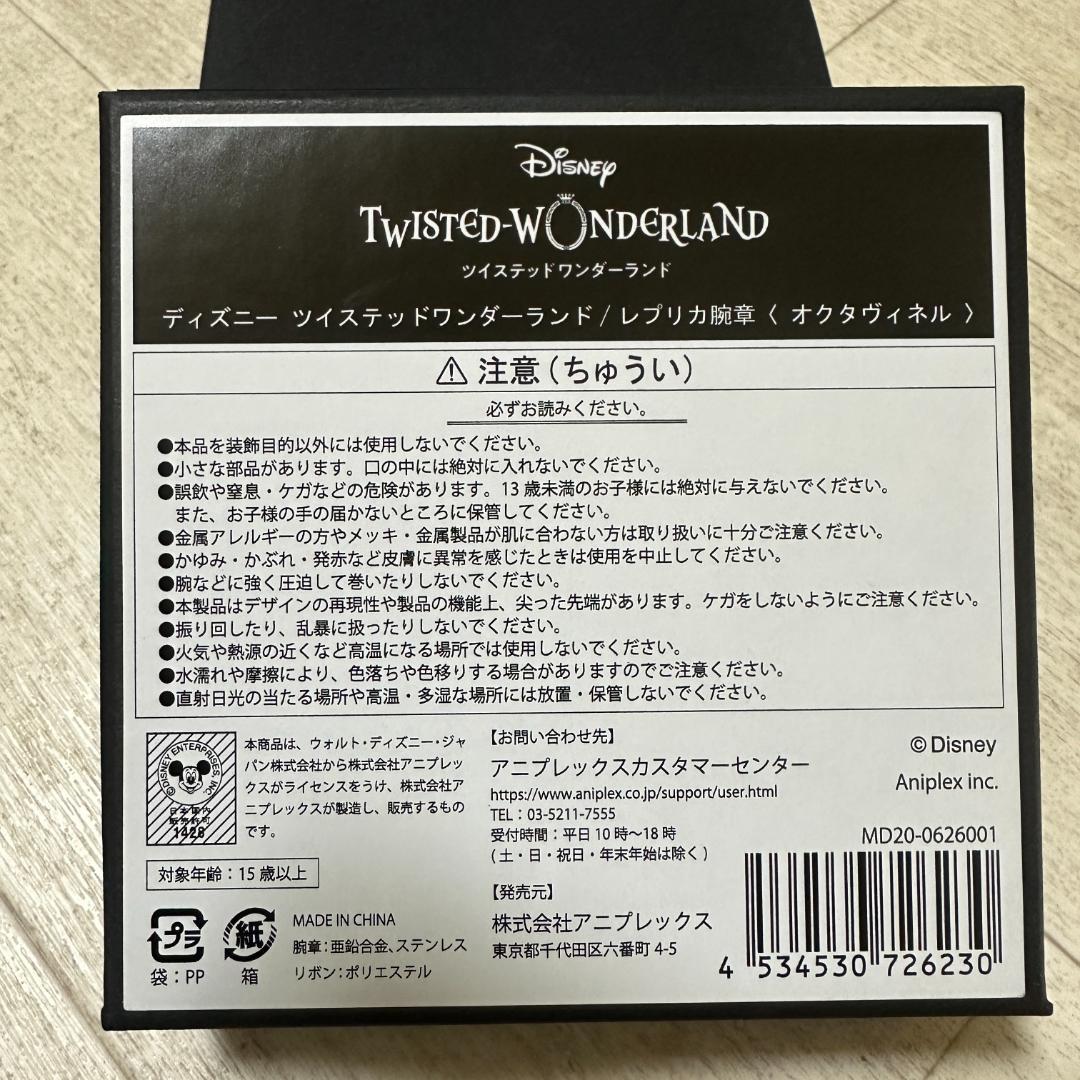 Disney
TWISTED-WONDERLAND
ツイステッドワンダーランド
ディズニー ツイステッドワンダーランド / レプリカ腕章〈 オクタヴィネル 〉
⚠ 注意（ちゅうい）
必ずお読みください。
●本品を装飾目的以外には使用しないでください。
●小さな部品があります。口の中には絶対に入れないでください。
●誤飲や窒息・ケガなどの危険があります。13 歳未満のお子様には絶対に与えないでください。
また、お子様の手の届かないところに保管してください。
●金属アレルギーの方やメッキ・金属製品が肌に合わない方は取り扱いに十分ご注意ください。
●かゆみ・かぶれ・発赤など皮膚に異常を感じたときは使用を中止してください。
●腕などに強く圧迫して巻いたりしないでください。
●本製品はデザインの再現性や製品の機能上、尖った先端があります。ケガをしないようにご注意ください。
●振り回したり、乱暴に扱ったりしないでください。
●火気や熱源の近くなど高温になる場所では使用しないでください。
●水濡れや摩擦により、色落ちや色移りする場合がありますのでご注意ください。
●直射日光の当たる場所や高温・多湿な場所には放置・保管しないでください。
©DISNEY ENTERPRISES, INC.
日本国内
販売許可
1428
本商品は、ウォルト・ディズニー・ジャ
パン株式会社から株式会社アニプレッ
クスがライセンスをうけ、株式会社ア
ニプレックスが製造し、販売するもの
です。
対象年齢：15 歳以上
プラ
袋：PP
紙
箱
MADE IN CHINA
腕章：亜鉛合金、ステンレス
リボン：ポリエステル
【お問い合わせ先】
アニプレックスカスタマーセンター
https://www.aniplex.co.jp/support/user.html
TEL：03-5211-7555
受付時間：平日 10 時～18 時
( 土・日・祝日・年末年始は除く )
【発売元】
株式会社アニプレックス
東京都千代田区六番町 4-5
© Disney
Aniplex inc.
MD20-0626001
4 534530 726230